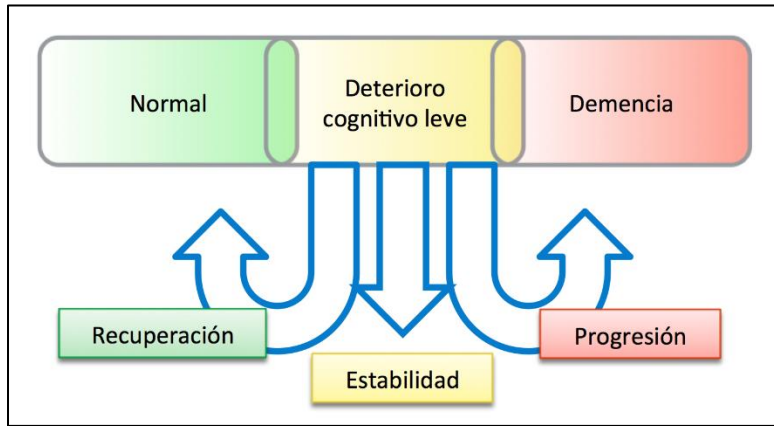 Normal
Deterioro
cognitivo leve
Demencia
Recuperación
Estabilidad
Progresión